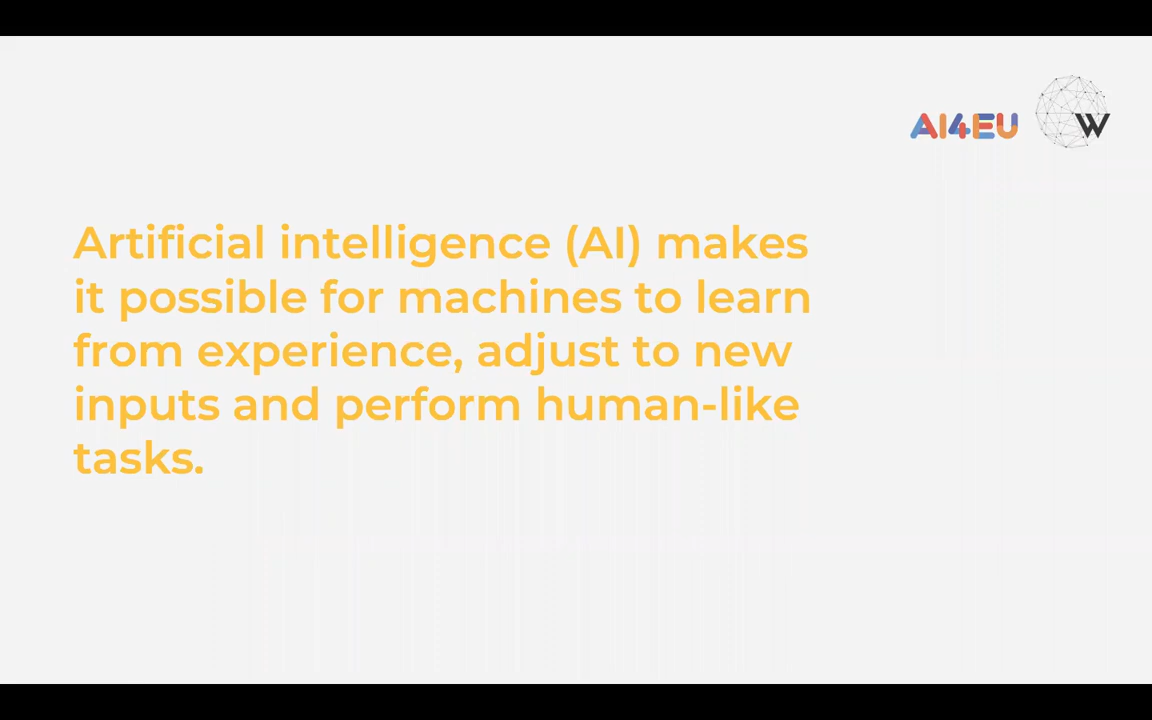 AI4EU
W
Artificial intelligence (AI) makes
it possible for machines to learn
from experience, adjust to new
inputs and perform human-like
tasks.